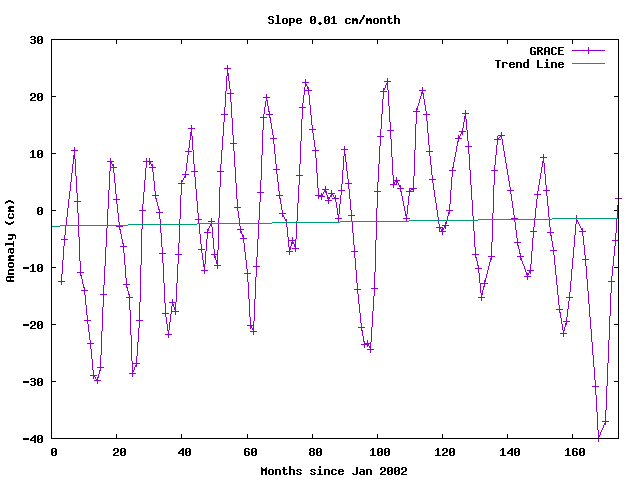 Slope 0.01 cm/month
GRACE
Trend Line
30
20
10
0
-10
-20
-30
-40
Anomaly (cm)
0 20 40 60 80 100 120 140 160
Months since Jan 2002